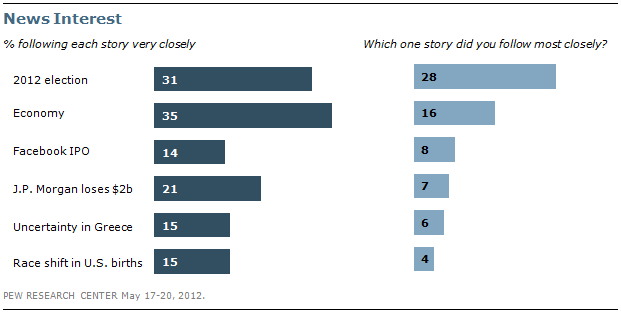 News Interest
% following each story very closely
Which one story did you follow most closely?
2012 election 31 28
Economy 35 16
Facebook IPO 14 8
J.P. Morgan loses $2b 21 7
Uncertainty in Greece 15 6
Race shift in U.S. births 15 4
PEW RESEARCH CENTER May 17-20, 2012.